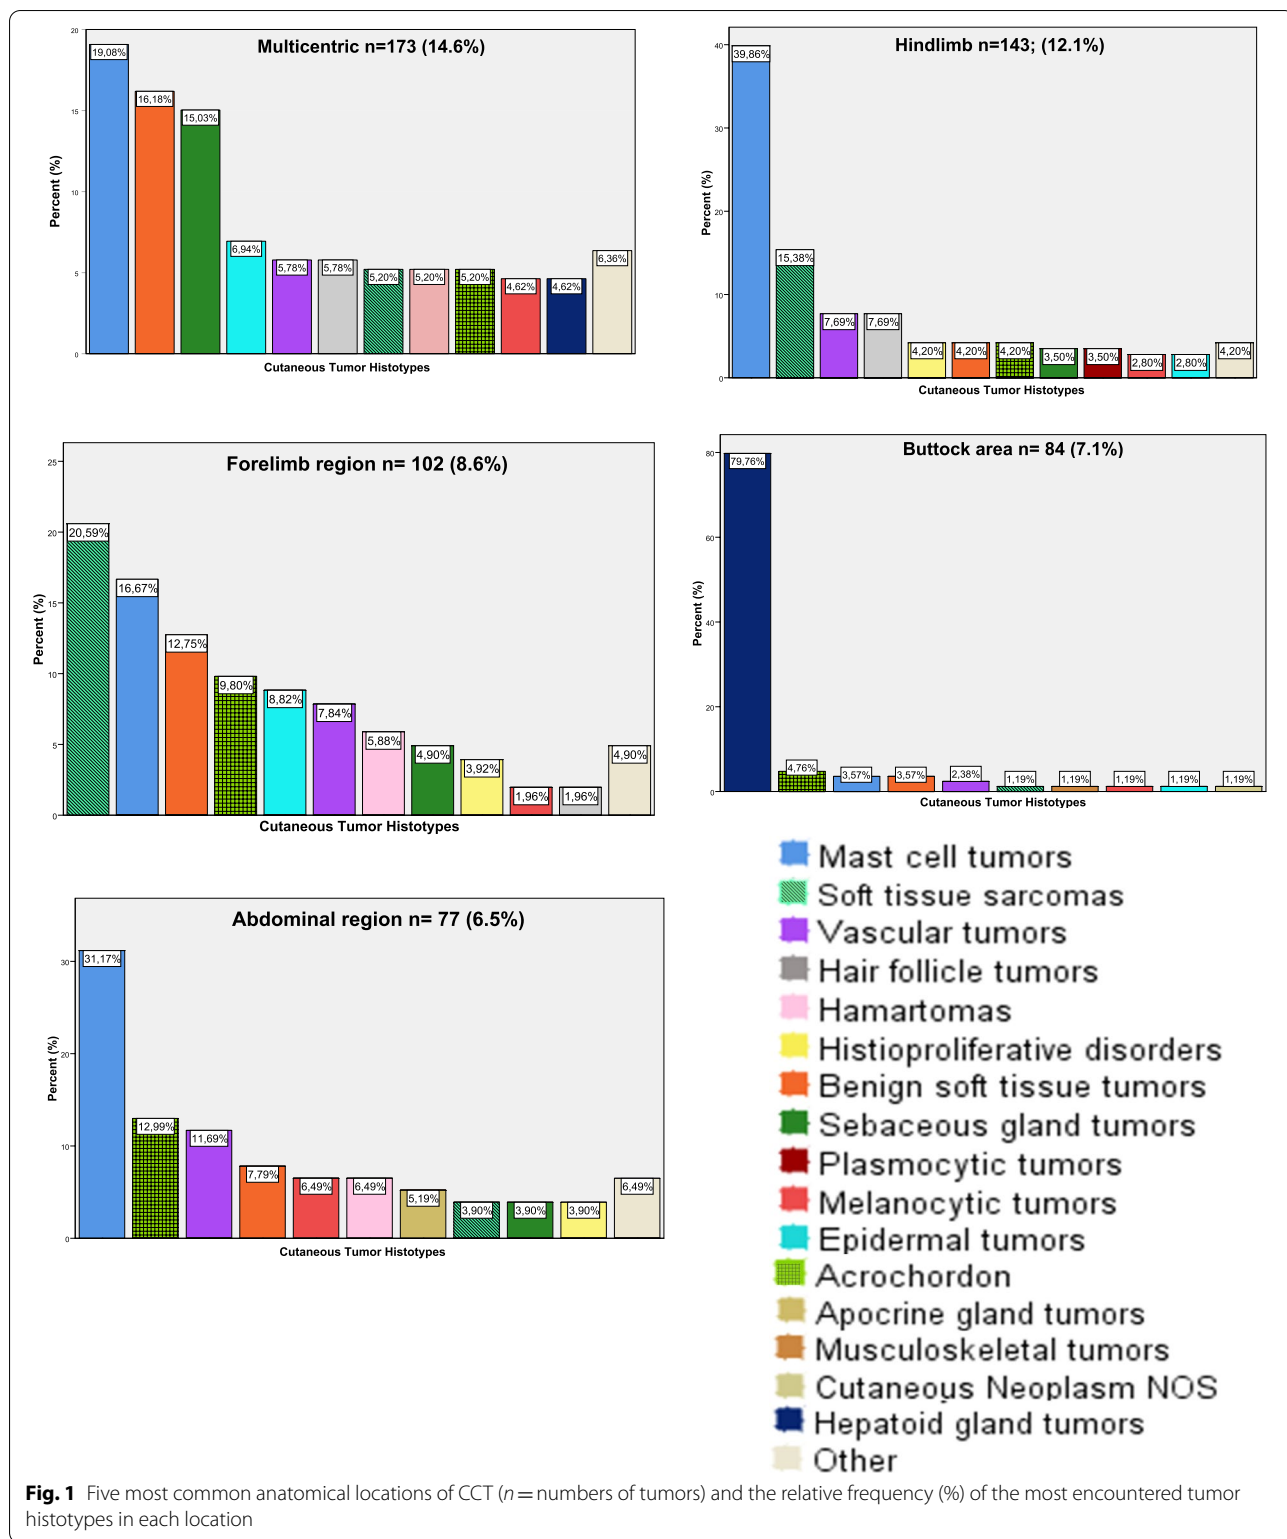 Multicentric n=173 (14.6%)
Percent (%)
20
15
10
5
0
19,08%
16,18%
15,03%
6,94%
5,78%
5,78%
5,20%
5,20%
5,20%
4,62%
4,62%
6,36%
Cutaneous Tumor Histotypes
Hindlimb n=143; (12.1%)
Percent (%)
40
30
20
10
0
39,86%
15,38%
7,69%
7,69%
4,20%
4,20%
4,20%
3,50%
3,50%
2,80%
2,80%
4,20%
Cutaneous Tumor Histotypes
Forelimb region n= 102 (8.6%)
Percent (%)
25
20
15
10
5
0
20,59%
16,67%
12,75%
9,80%
8,82%
7,84%
5,88%
4,90%
3,92%
1,96%
1,96%
4,90%
Cutaneous Tumor Histotypes
Buttock area n= 84 (7.1%)
Percent (%)
80
60
40
20
0
79,76%
4,76%
3,57%
3,57%
2,38%
1,19%
1,19%
1,19%
1,19%
1,19%
Cutaneous Tumor Histotypes
Abdominal region n= 77 (6.5%)
Percent (%)
30
20
10
0
31,17%
12,99%
11,69%
7,79%
6,49%
6,49%
5,19%
3,90%
3,90%
3,90%
6,49%
Cutaneous Tumor Histotypes
Mast cell tumors
Soft tissue sarcomas
Vascular tumors
Hair follicle tumors
Hamartomas
Histioproliferative disorders
Benign soft tissue tumors
Sebaceous gland tumors
Plasmocytic tumors
Melanocytic tumors
Epidermal tumors
Acrochordon
Apocrine gland tumors
Musculoskeletal tumors
Cutaneous Neoplasm NOS
Hepatoid gland tumors
Other
Fig. 1 Five most common anatomical locations of CCT (n = numbers of tumors) and the relative frequency (%) of the most encountered tumor
histotypes in each location